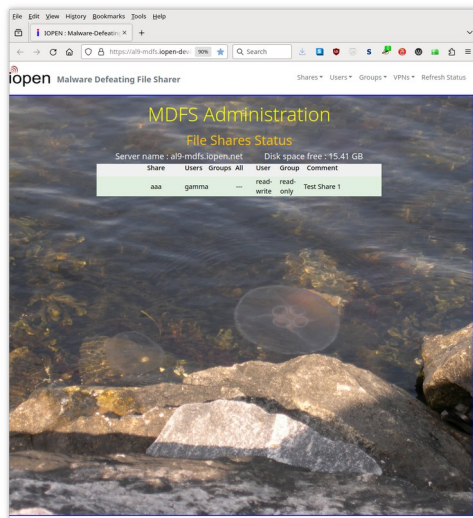 File Edit View History Bookmarks Tools Help
IOPEN : Malware-Defeatin ×
https://al9-mdfs.iopen-dev 90% Search
iopen Malware Defeating File Sharer Shares Users Groups VPNs Refresh Status
MDFS Administration
File Shares Status
Server name : al9-mdfs.iopen.net Disk space free : 15.41 GB
Share Users Groups All User Group Comment
aaa gamma --- read-write read-only Test Share 1